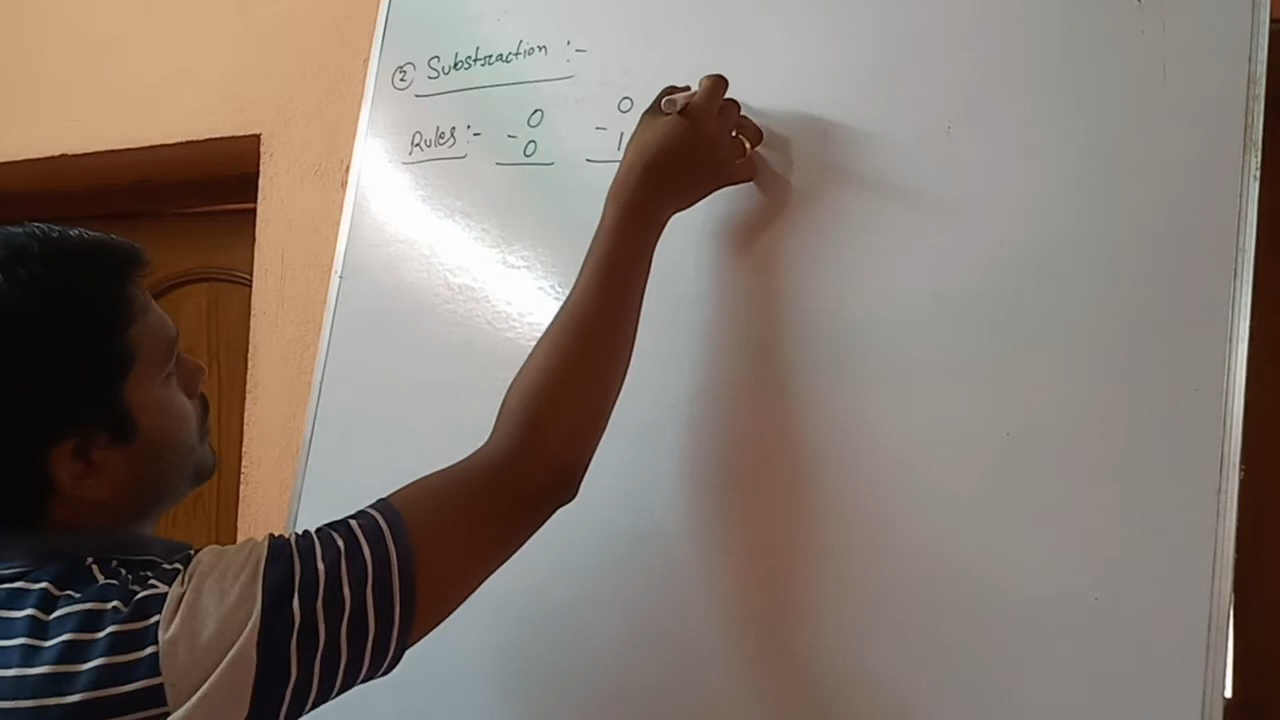 ② Substraction :-
0 0
Rules :- - 0 - 1